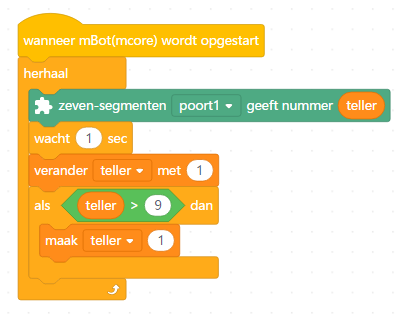 wanneer mBot(mcore) wordt opgestart
herhaal
zeven-segmenten poort1 geeft nummer teller
wacht 1 sec
verander teller met 1
als teller > 9 dan
maak teller 1